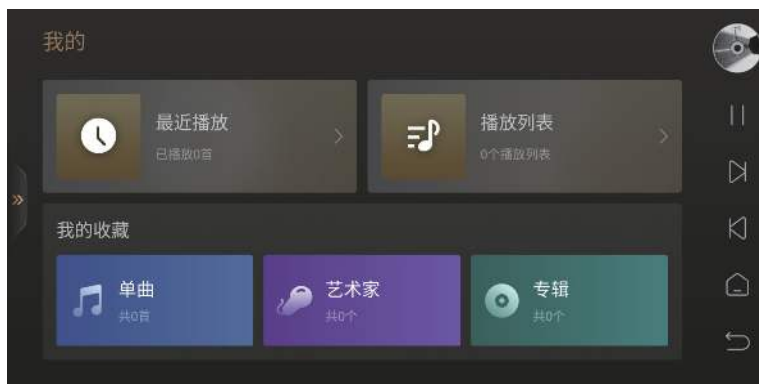 我的
最近播放
已播放0首
播放列表
0个播放列表
我的收藏
单曲
共0首
艺术家
共0个
专辑
共0个